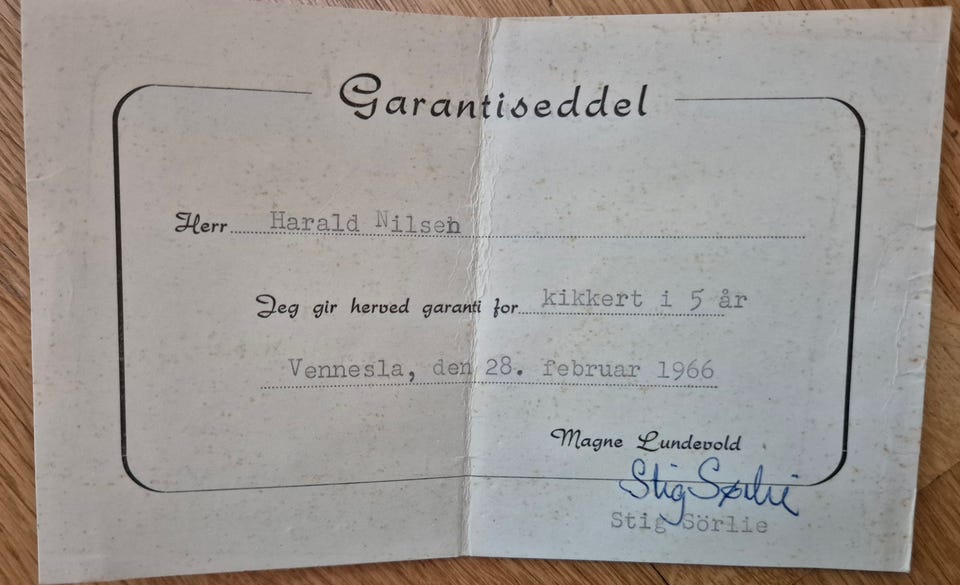 Garantiseddel
Herr Harald Nilsen
Jeg gir herved garanti for kikkert i 5 år
Vennesla, den 28. februar 1966
Magne Lundevold
Stig Sørlie
Stig Sörlie